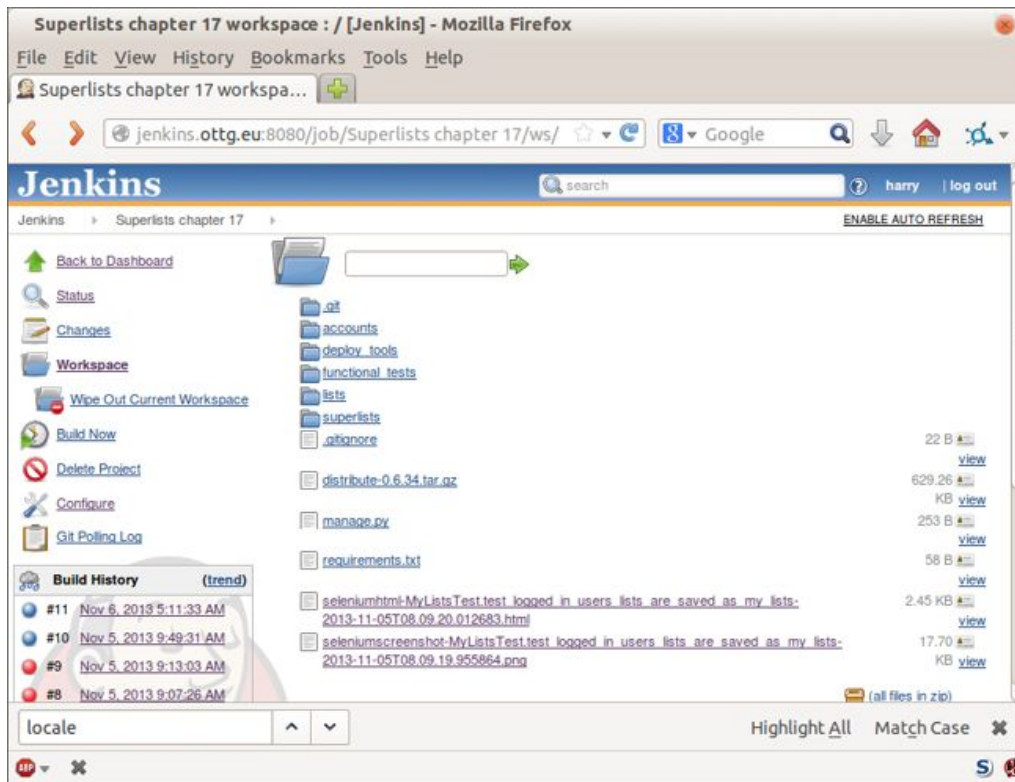 Superlists chapter 17 workspace : / [Jenkins] - Mozilla Firefox
File Edit View History Bookmarks Tools Help
Superlists chapter 17 workspa...
jenkins.ottg.eu:8080/job/Superlists chapter 17/ws/ Google
Jenkins search harry | log out
Jenkins Superlists chapter 17 ENABLE AUTO REFRESH
Back to Dashboard
Status
Changes
Workspace
Wipe Out Current Workspace
Build Now
Delete Project
Configure
Git Polling Log
Build History (trend)
#11 Nov 6, 2013 5:11:33 AM
#10 Nov 5, 2013 9:49:31 AM
#9 Nov 5, 2013 9:13:03 AM
#8 Nov 5, 2013 9:07:26 AM
.git
accounts
deploy_tools
functional_tests
lists
superlists
.gitignore 22 B
view
distribute-0.6.34.tar.gz 629.26
KB view
manage.py 253 B
view
requirements.txt 58 B
view
seleniumhtml-MyListsTest.test_logged_in_users_lists_are_saved_as_my_lists- 2.45 KB
2013-11-05T08.09.20.012683.html view
seleniumscreenshot-MyListsTest.test_logged_in_users_lists_are_saved_as_my_lists- 17.70
2013-11-05T08.09.19.955864.png KB view
(all files in zip)
locale Highlight All Match Case
ABP S